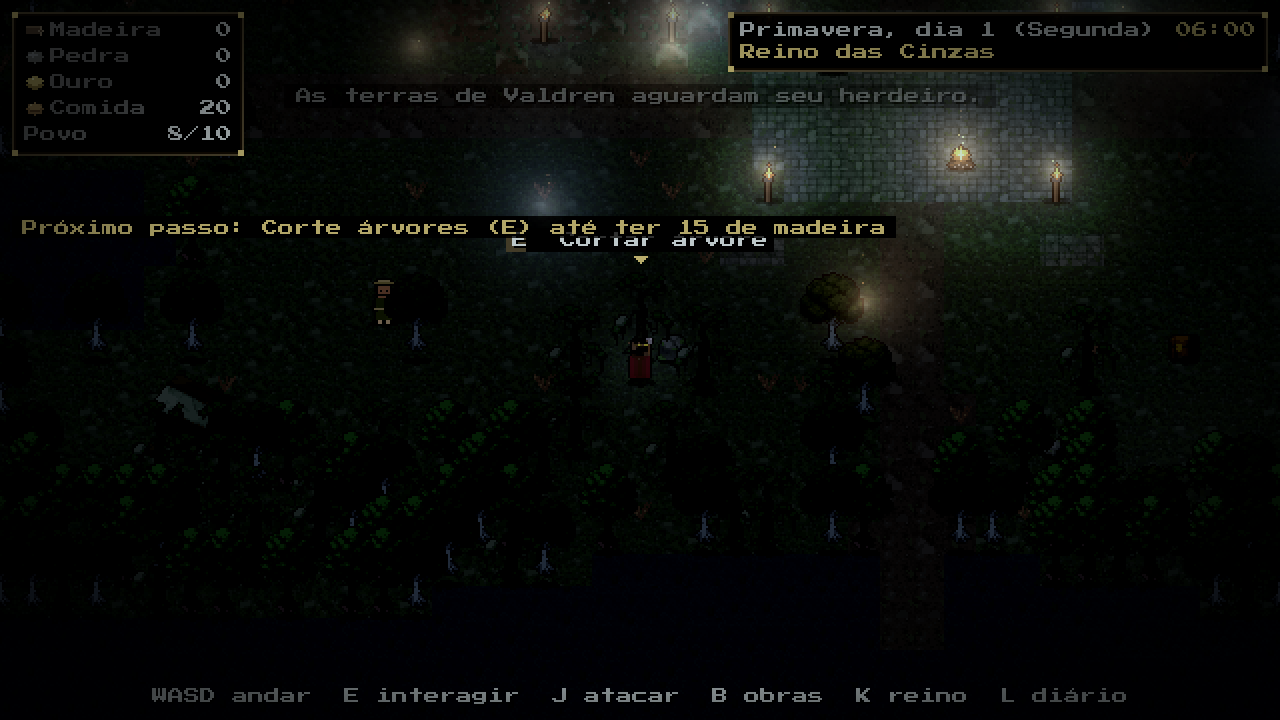 Madeira 0
Pedra 0
Ouro 0
Comida 20
Povo 8/10
Primavera, dia 1 (Segunda) 06:00
Reino das Cinzas
As terras de Valdren aguardam seu herdeiro.
Próximo passo: Corte árvores (E) até ter 15 de madeira
E Cortar árvore
WASD andar E interagir J atacar B obras K reino L diário